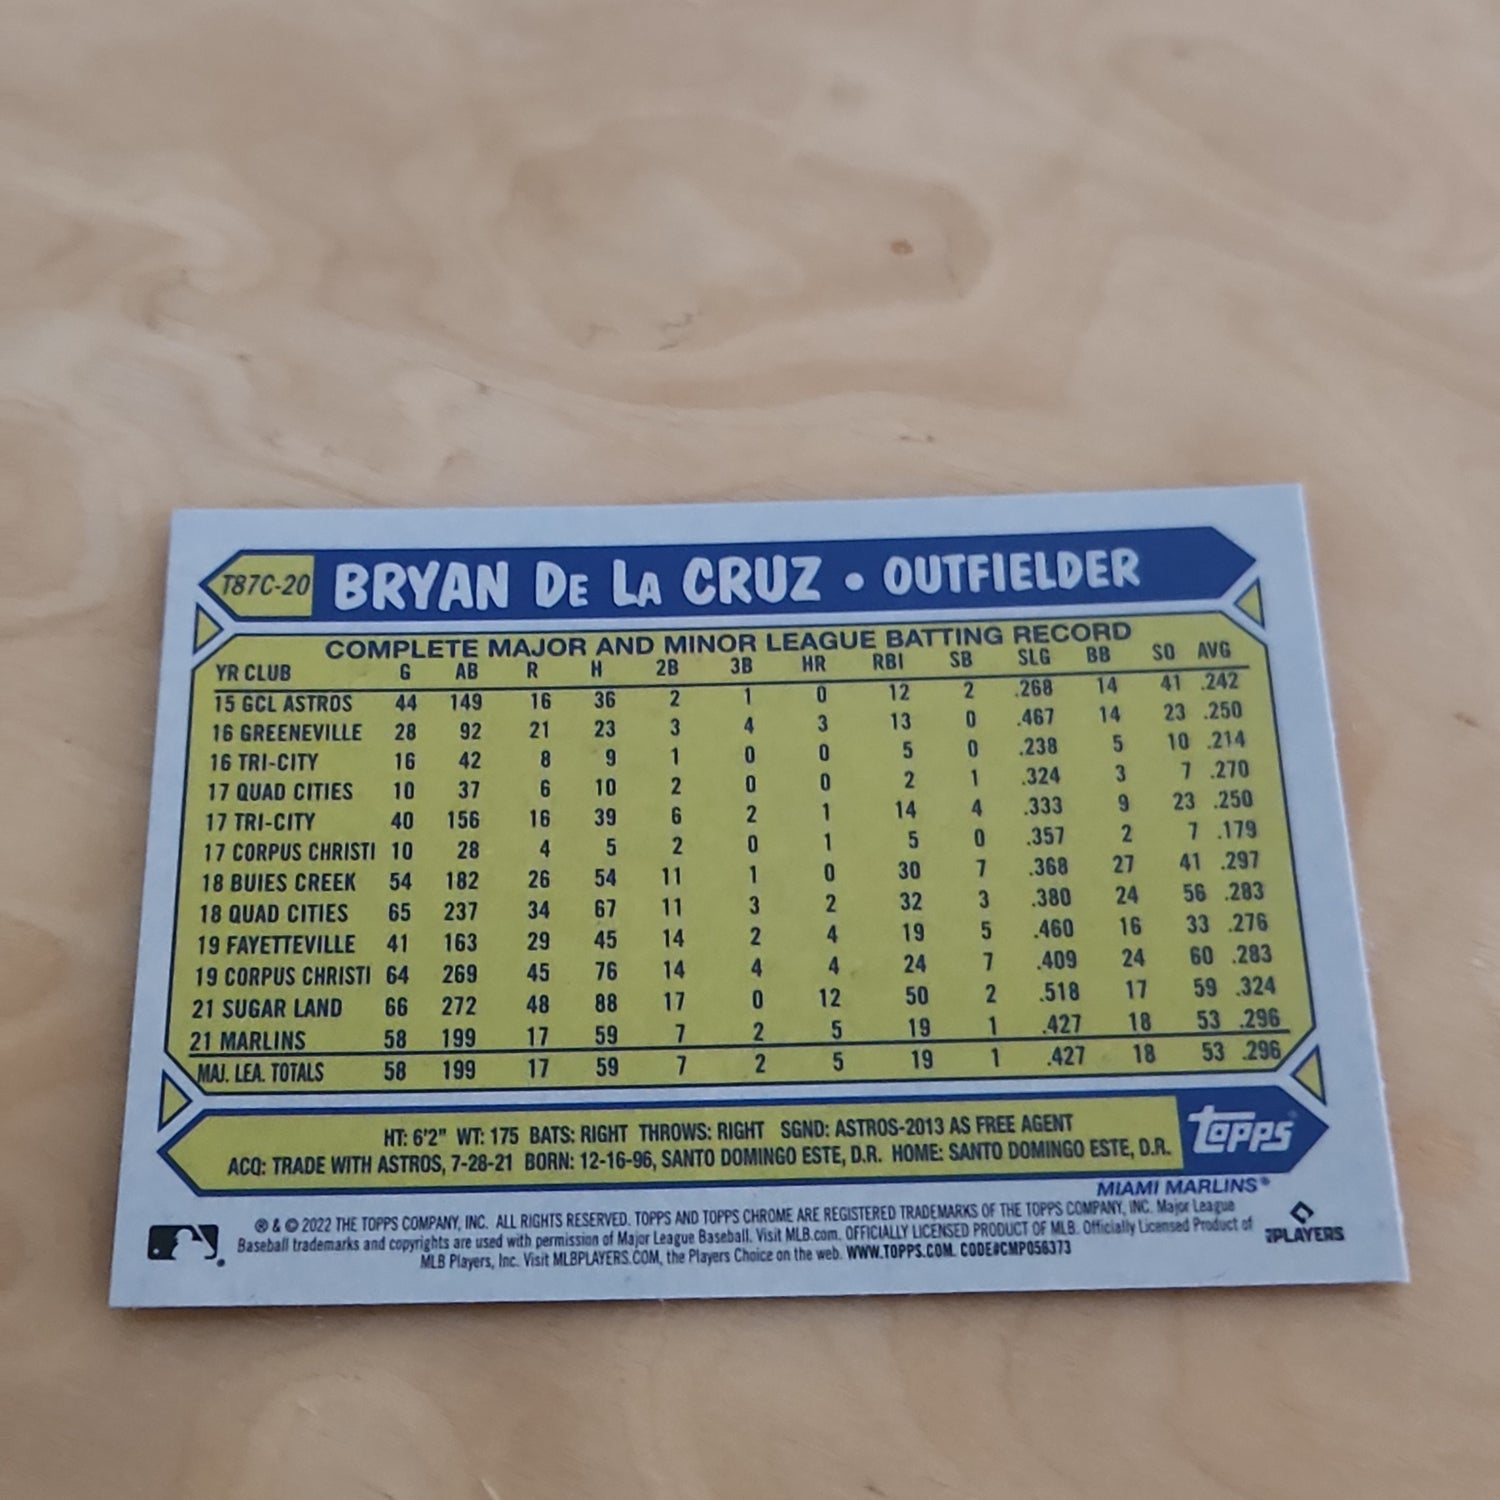 T87C-20 BRYAN DE LA CRUZ • OUTFIELDER
COMPLETE MAJOR AND MINOR LEAGUE BATTING RECORD
YR CLUB G AB R H 2B 3B HR RBI SB SLG BB SO AVG
15 GCL ASTROS 44 149 16 36 2 1 0 12 2 .268 14 41 .242
16 GREENEVILLE 28 92 21 23 3 4 3 13 0 .467 14 23 .250
16 TRI-CITY 16 42 8 9 1 0 0 5 0 .238 5 10 .214
17 QUAD CITIES 10 37 6 10 2 0 0 2 1 .324 3 7 .270
17 TRI-CITY 40 156 16 39 6 2 1 14 4 .333 9 23 .250
17 CORPUS CHRISTI 10 28 4 5 2 0 1 5 0 .357 2 7 .179
18 BUIES CREEK 54 182 26 54 11 1 0 30 7 .368 27 41 .297
18 QUAD CITIES 65 237 34 67 11 3 2 32 3 .380 24 56 .283
19 FAYETTEVILLE 41 163 29 45 14 2 4 19 5 .460 16 33 .276
19 CORPUS CHRISTI 64 269 45 76 14 4 4 24 7 .409 24 60 .283
21 SUGAR LAND 66 272 48 88 17 0 12 50 2 .518 17 59 .324
21 MARLINS 58 199 17 59 7 2 5 19 1 .427 18 53 .296
MAJ. LEA. TOTALS 58 199 17 59 7 2 5 19 1 .427 18 53 .296
HT: 6'2" WT: 175 BATS: RIGHT THROWS: RIGHT SGND: ASTROS-2013 AS FREE AGENT
ACQ: TRADE WITH ASTROS, 7-28-21 BORN: 12-16-96, SANTO DOMINGO ESTE, D.R. HOME: SANTO DOMINGO ESTE, D.R.
topps®
MIAMI MARLINS®
® & © 2022 THE TOPPS COMPANY, INC. ALL RIGHTS RESERVED. TOPPS AND TOPPS CHROME ARE REGISTERED TRADEMARKS OF THE TOPPS COMPANY, INC. Major League
Baseball trademarks and copyrights are used with permission of Major League Baseball. Visit MLB.com. OFFICIALLY LICENSED PRODUCT OF MLB. Officially Licensed Product of
MLB Players, Inc. Visit MLBPLAYERS.COM, the Players Choice on the web. WWW.TOPPS.COM. CODE#CMP056373
PLAYERS